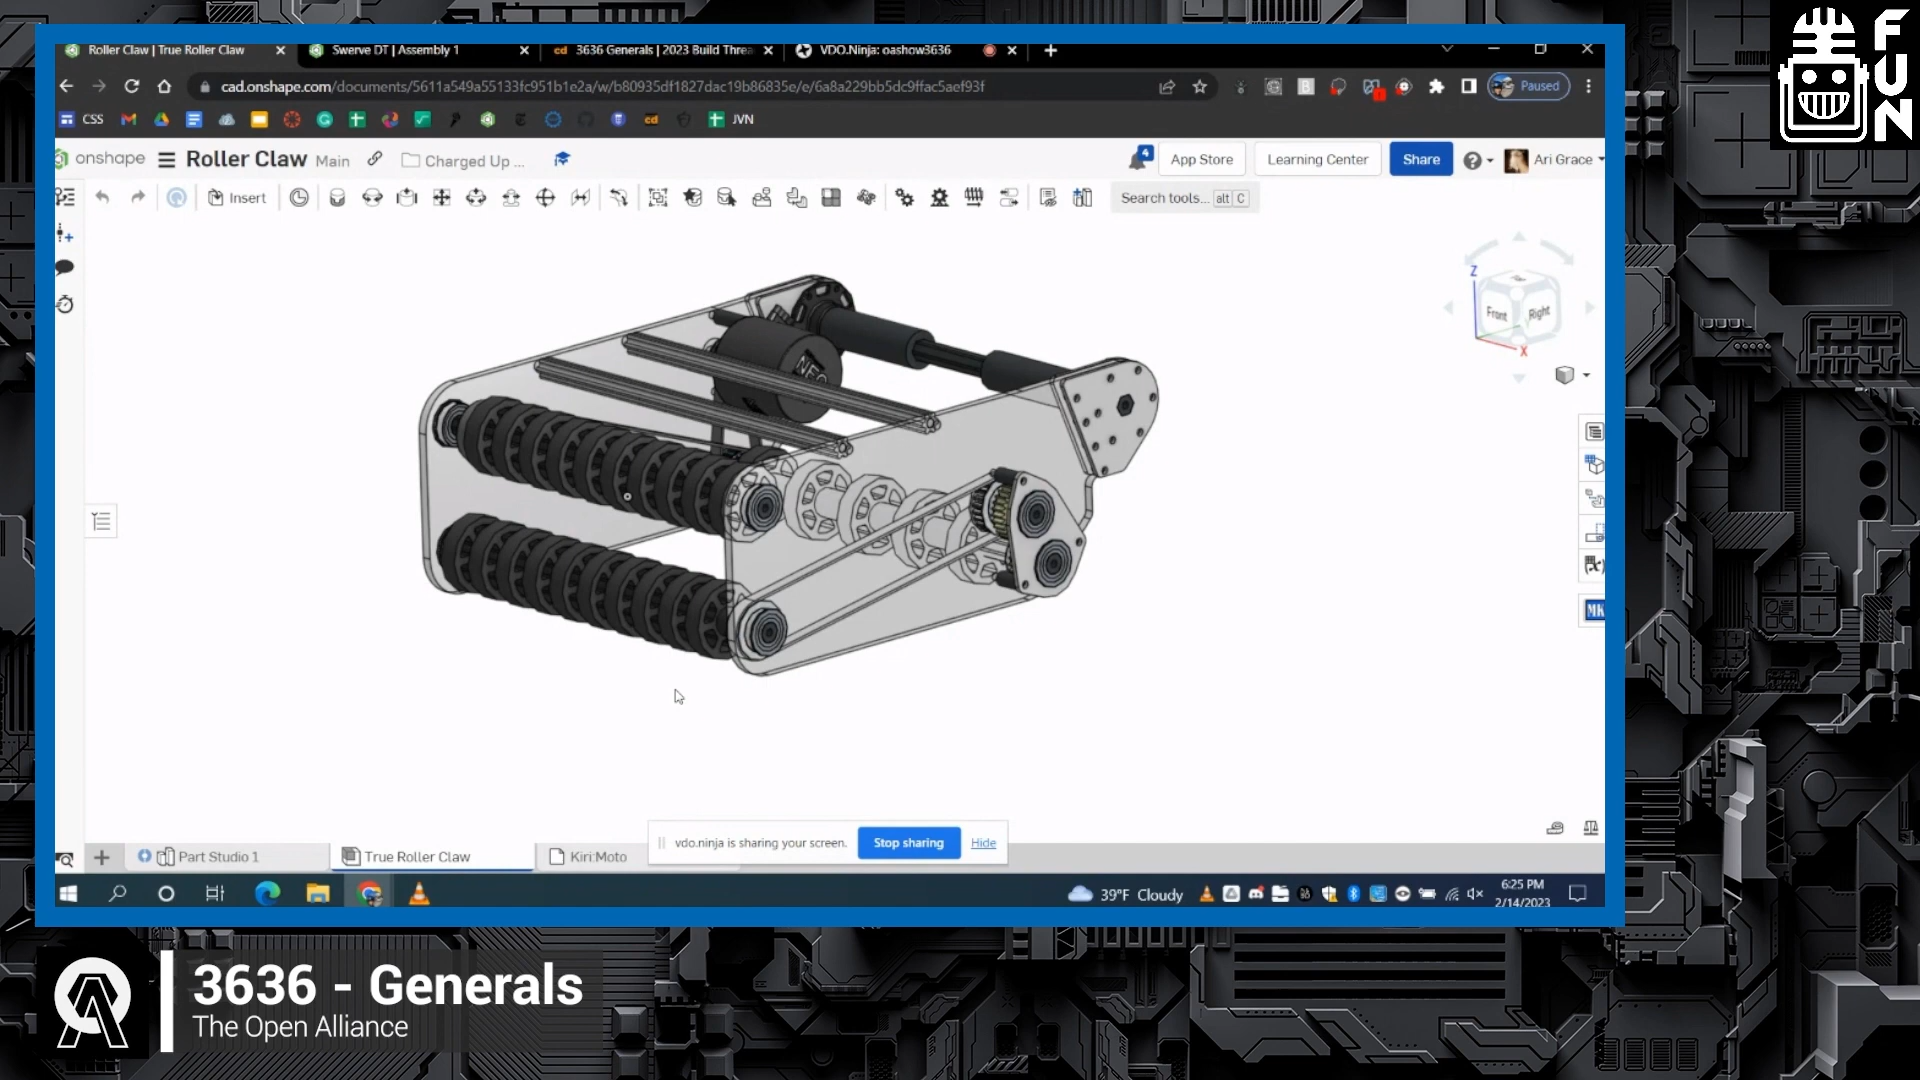 Roller Claw | True Roller Claw
Swerve DT | Assembly 1
cd 3636 Generals | 2023 Build Threa
VDO.Ninja: oashow3636
cad.onshape.com/documents/5611a549a55133fc951b1e2a/w/b80935df1827dac19b86835e/e/6a8a229bb5dc9ffac5aef93f
Paused
CSS
cd
JVN
onshape
Roller Claw Main
Charged Up ...
4
App Store
Learning Center
Share
Ari Grace
Insert
Search tools... alt C
Z
Front
Right
X
NEO
MK
vdo.ninja is sharing your screen.
Stop sharing
Hide
Part Studio 1
True Roller Claw
Kiri:Moto
39°F Cloudy
6:25 PM
2/14/2023
FUN
3636 - Generals
The Open Alliance